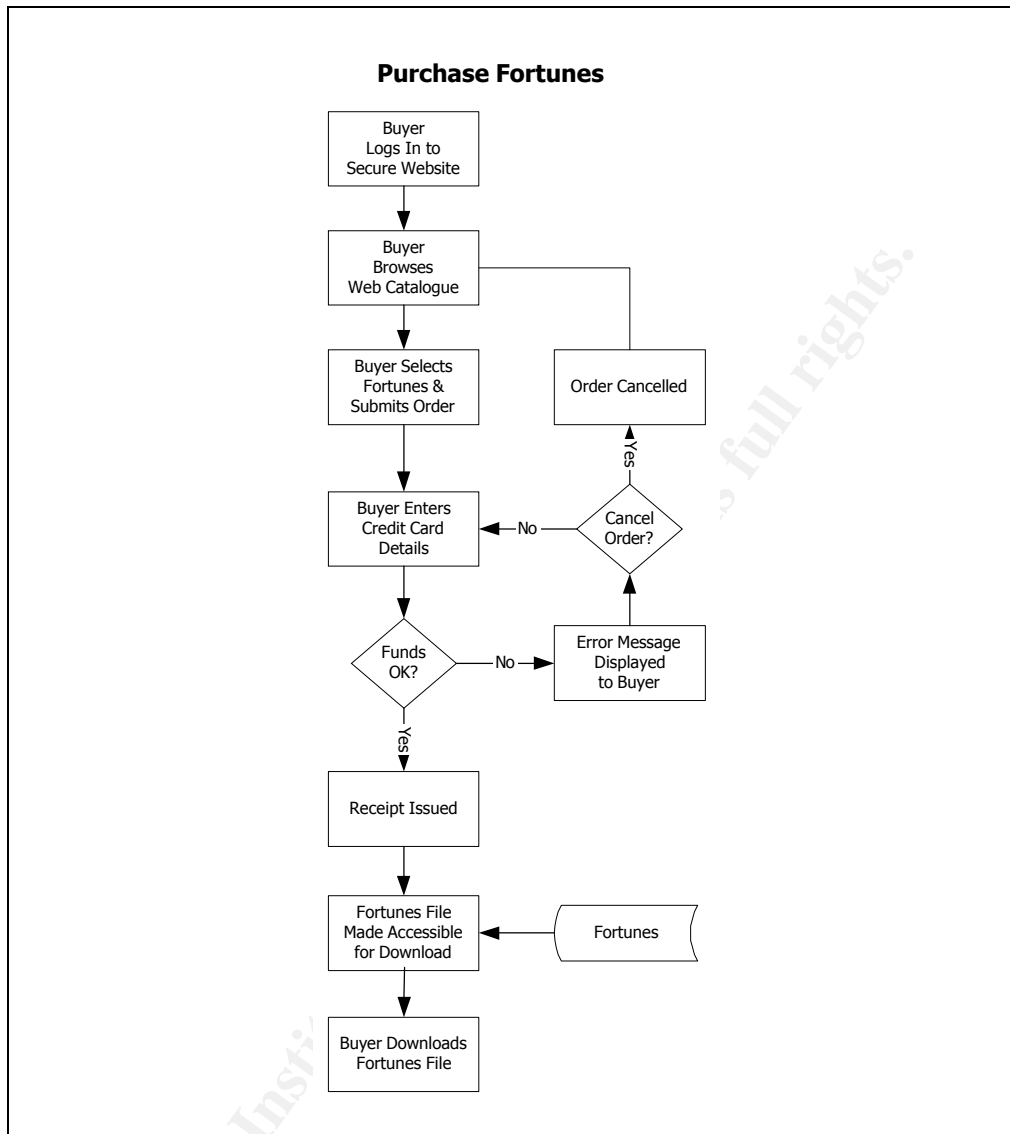 Purchase Fortunes
Buyer
Logs In to
Secure Website
Buyer
Browses
Web Catalogue
Buyer Selects
Fortunes &
Submits Order
Order Cancelled
Yes
Buyer Enters
Credit Card
Details
No
Cancel
Order?
Funds
OK?
No
Error Message
Displayed
to Buyer
Yes
Receipt Issued
Fortunes File
Made Accessible
for Download
Fortunes
Buyer Downloads
Fortunes File
full rights.